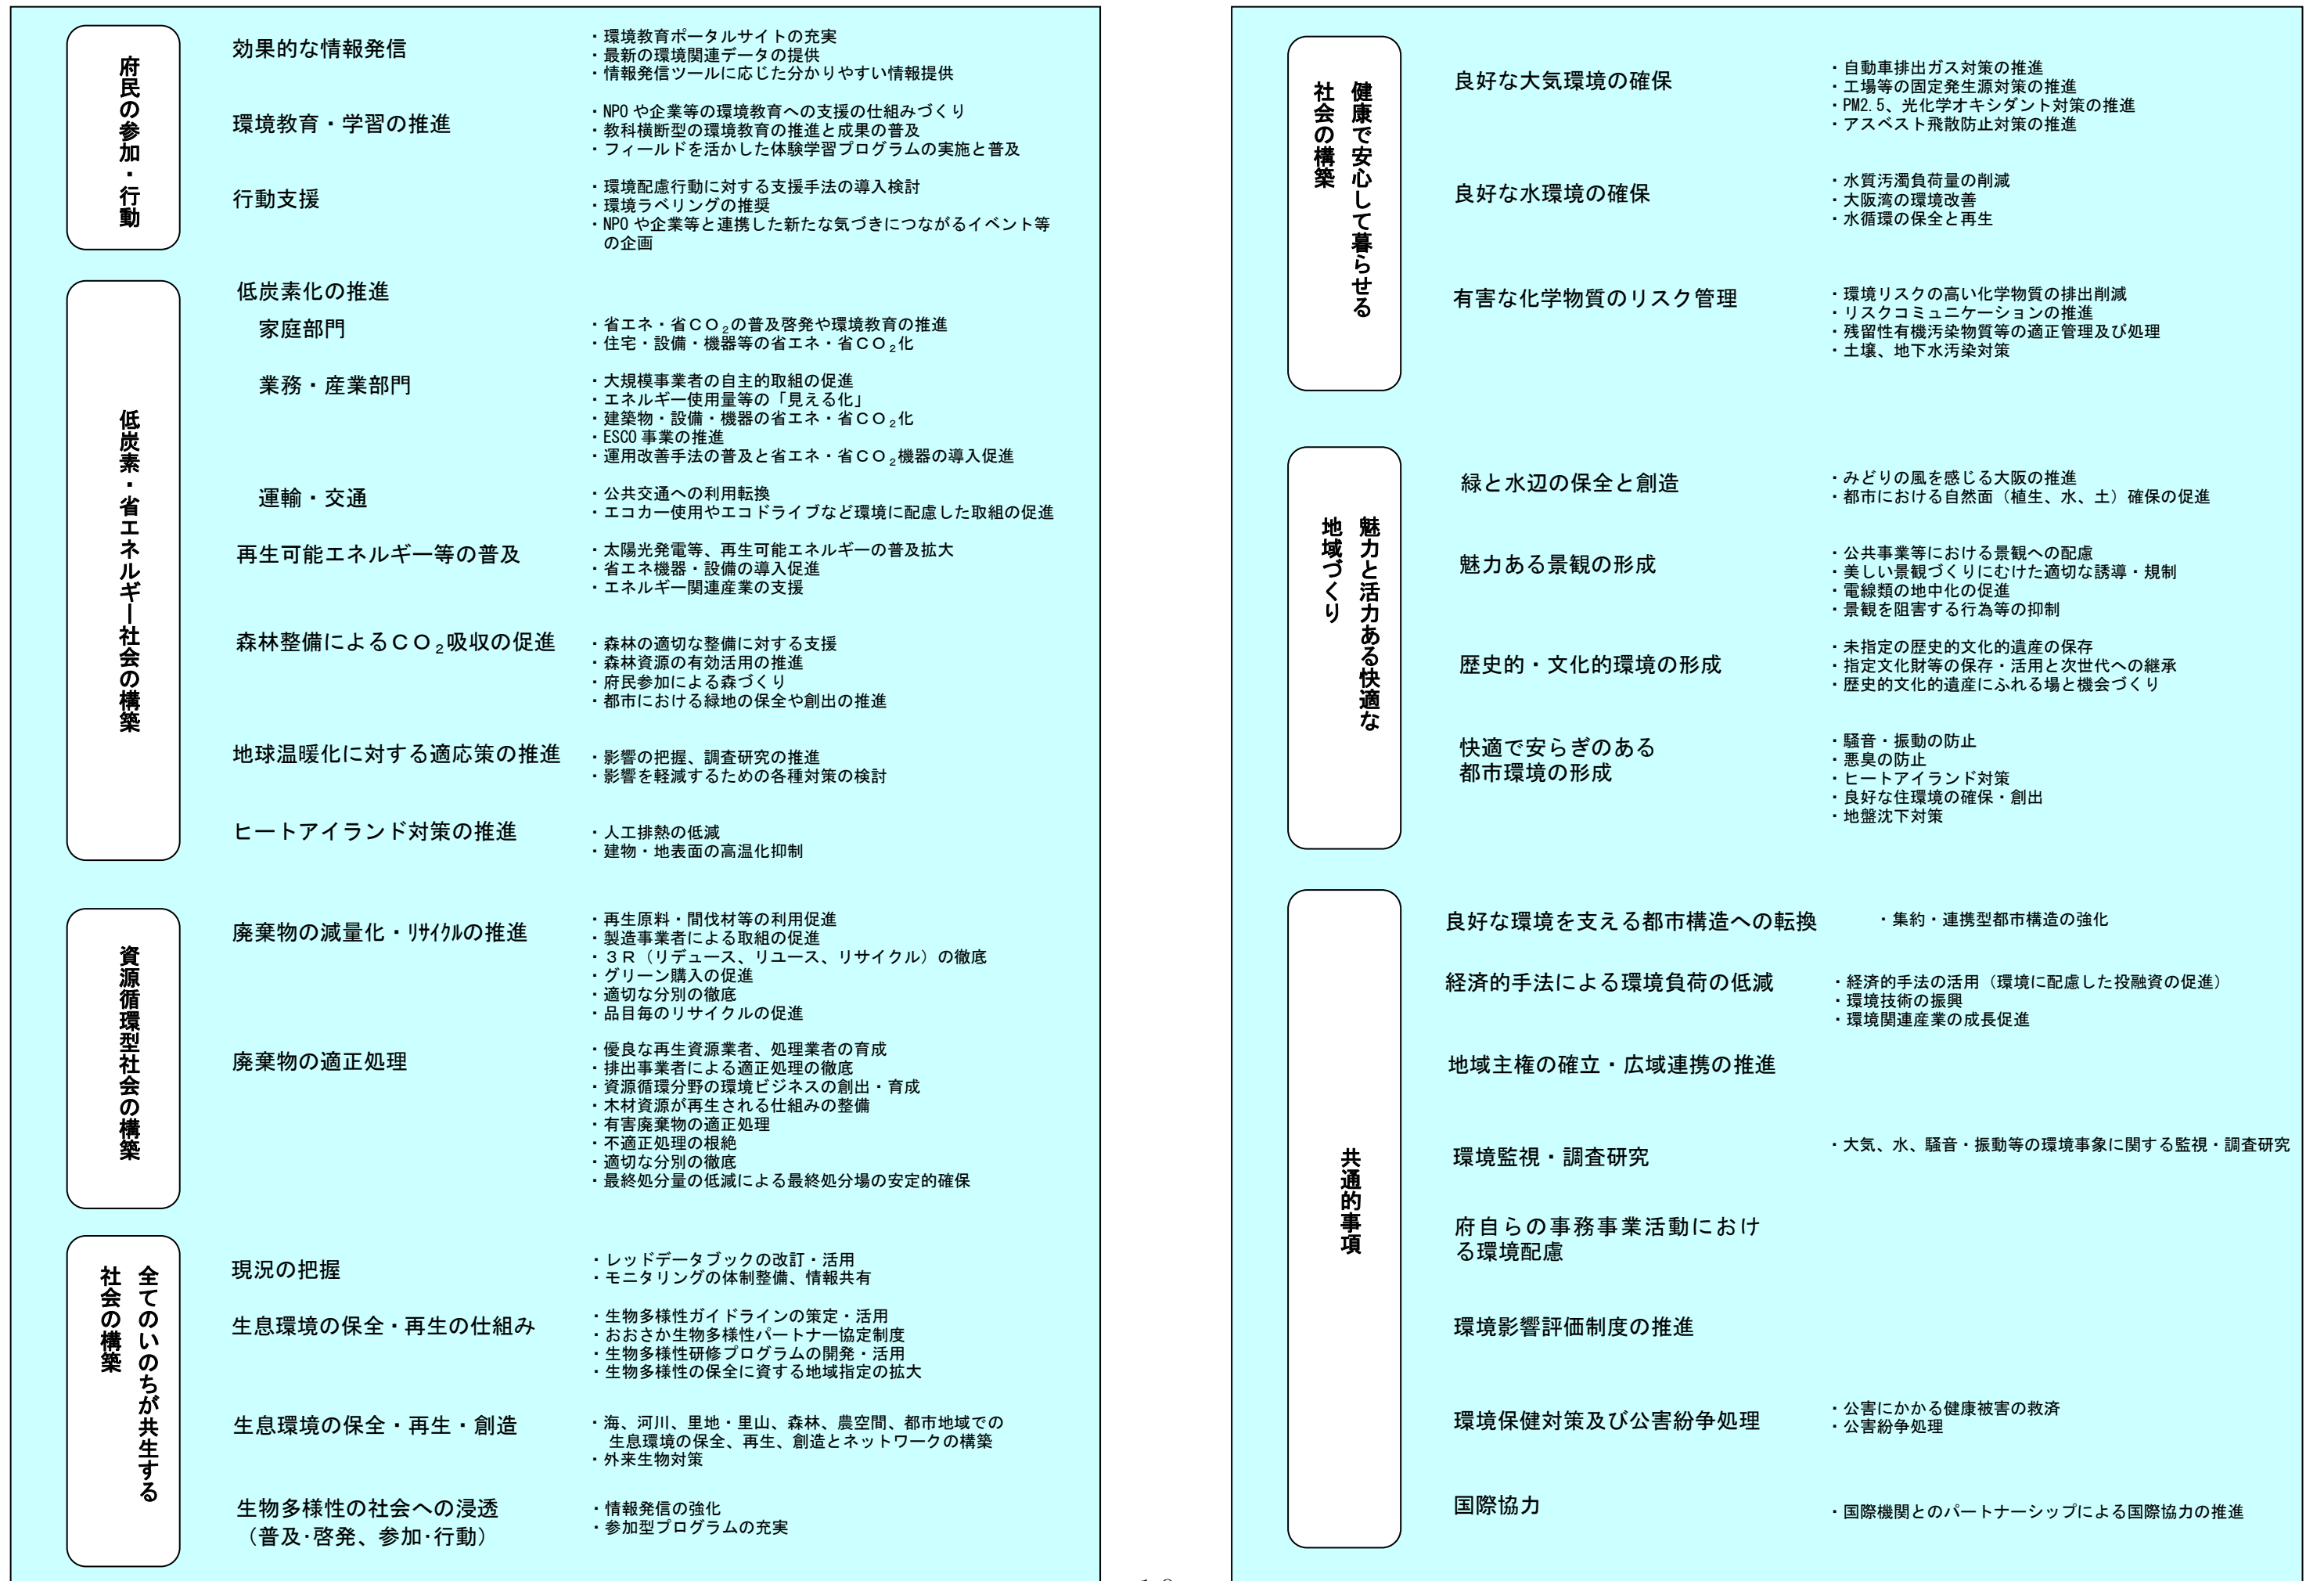 府民の参加・行動
効果的な情報発信
・環境教育ポータルサイトの充実
・最新の環境関連データの提供
・情報発信ツールに応じた分かりやすい情報提供
環境教育・学習の推進
・NPO や企業等の環境教育への支援の仕組みづくり
・教科横断型の環境教育の推進と成果の普及
・フィールドを活かした体験学習プログラムの実施と普及
行動支援
・環境配慮行動に対する支援手法の導入検討
・環境ラベリングの推奨
・NPO や企業等と連携した新たな気づきにつながるイベント等
の企画
低炭素・省エネルギー社会の構築
低炭素化の推進
家庭部門
・省エネ・省ＣＯ₂の普及啓発や環境教育の推進
・住宅・設備・機器等の省エネ・省ＣＯ₂化
業務・産業部門
・大規模事業者の自主的取組の促進
・エネルギー使用量等の「見える化」
・建築物・設備・機器の省エネ・省ＣＯ₂化
・ESCO 事業の推進
・運用改善手法の普及と省エネ・省ＣＯ₂機器の導入促進
運輸・交通
・公共交通への利用転換
・エコカー使用やエコドライブなど環境に配慮した取組の促進
再生可能エネルギー等の普及
・太陽光発電等、再生可能エネルギーの普及拡大
・省エネ機器・設備の導入促進
・エネルギー関連産業の支援
森林整備によるＣＯ₂吸収の促進
・森林の適切な整備に対する支援
・森林資源の有効活用の推進
・府民参加による森づくり
・都市における緑地の保全や創出の推進
地球温暖化に対する適応策の推進
・影響の把握、調査研究の推進
・影響を軽減するための各種対策の検討
ヒートアイランド対策の推進
・人工排熱の低減
・建物・地表面の高温化抑制
資源循環型社会の構築
廃棄物の減量化・ﾘｻｲｸﾙの推進
・再生原料・間伐材等の利用促進
・製造事業者による取組の促進
・３Ｒ（リデュース、リユース、リサイクル）の徹底
・グリーン購入の促進
・適切な分別の徹底
・品目毎のリサイクルの促進
廃棄物の適正処理
・優良な再生資源業者、処理業者の育成
・排出事業者による適正処理の徹底
・資源循環分野の環境ビジネスの創出・育成
・木材資源が再生される仕組みの整備
・有害廃棄物の適正処理
・不適正処理の根絶
・適切な分別の徹底
・最終処分量の低減による最終処分場の安定的確保
全てのいのちが共生する
社会の構築
現況の把握
・レッドデータブックの改訂・活用
・モニタリングの体制整備、情報共有
生息環境の保全・再生の仕組み
・生物多様性ガイドラインの策定・活用
・おおさか生物多様性パートナー協定制度
・生物多様性研修プログラムの開発・活用
・生物多様性の保全に資する地域指定の拡大
生息環境の保全・再生・創造
・海、河川、里地・里山、森林、農空間、都市地域での
生息環境の保全、再生、創造とネットワークの構築
・外来生物対策
生物多様性の社会への浸透
（普及･啓発、参加･行動）
・情報発信の強化
・参加型プログラムの充実
健康で安心して暮らせる
社会の構築
良好な大気環境の確保
・自動車排出ガス対策の推進
・工場等の固定発生源対策の推進
・PM2.5、光化学オキシダント対策の推進
・アスベスト飛散防止対策の推進
良好な水環境の確保
・水質汚濁負荷量の削減
・大阪湾の環境改善
・水循環の保全と再生
有害な化学物質のリスク管理
・環境リスクの高い化学物質の排出削減
・リスクコミュニケーションの推進
・残留性有機汚染物質等の適正管理及び処理
・土壌、地下水汚染対策
魅力と活力ある快適な
地域づくり
緑と水辺の保全と創造
・みどりの風を感じる大阪の推進
・都市における自然面（植生、水、土）確保の促進
魅力ある景観の形成
・公共事業等における景観への配慮
・美しい景観づくりにむけた適切な誘導・規制
・電線類の地中化の促進
・景観を阻害する行為等の抑制
歴史的・文化的環境の形成
・未指定の歴史的文化的遺産の保存
・指定文化財等の保存・活用と次世代への継承
・歴史的文化的遺産にふれる場と機会づくり
快適で安らぎのある
都市環境の形成
・騒音・振動の防止
・悪臭の防止
・ヒートアイランド対策
・良好な住環境の確保・創出
・地盤沈下対策
共通的事項
良好な環境を支える都市構造への転換
・集約・連携型都市構造の強化
経済的手法による環境負荷の低減
・経済的手法の活用（環境に配慮した投融資の促進）
・環境技術の振興
・環境関連産業の成長促進
地域主権の確立・広域連携の推進
環境監視・調査研究
・大気、水、騒音・振動等の環境事象に関する監視・調査研究
府自らの事務事業活動におけ
る環境配慮
環境影響評価制度の推進
環境保健対策及び公害紛争処理
・公害にかかる健康被害の救済
・公害紛争処理
国際協力
・国際機関とのパートナーシップによる国際協力の推進